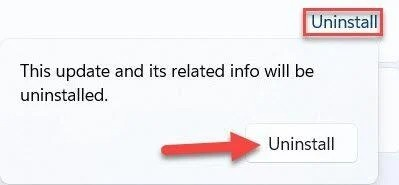 Uninstall
This update and its related info will be
uninstalled.
Uninstall